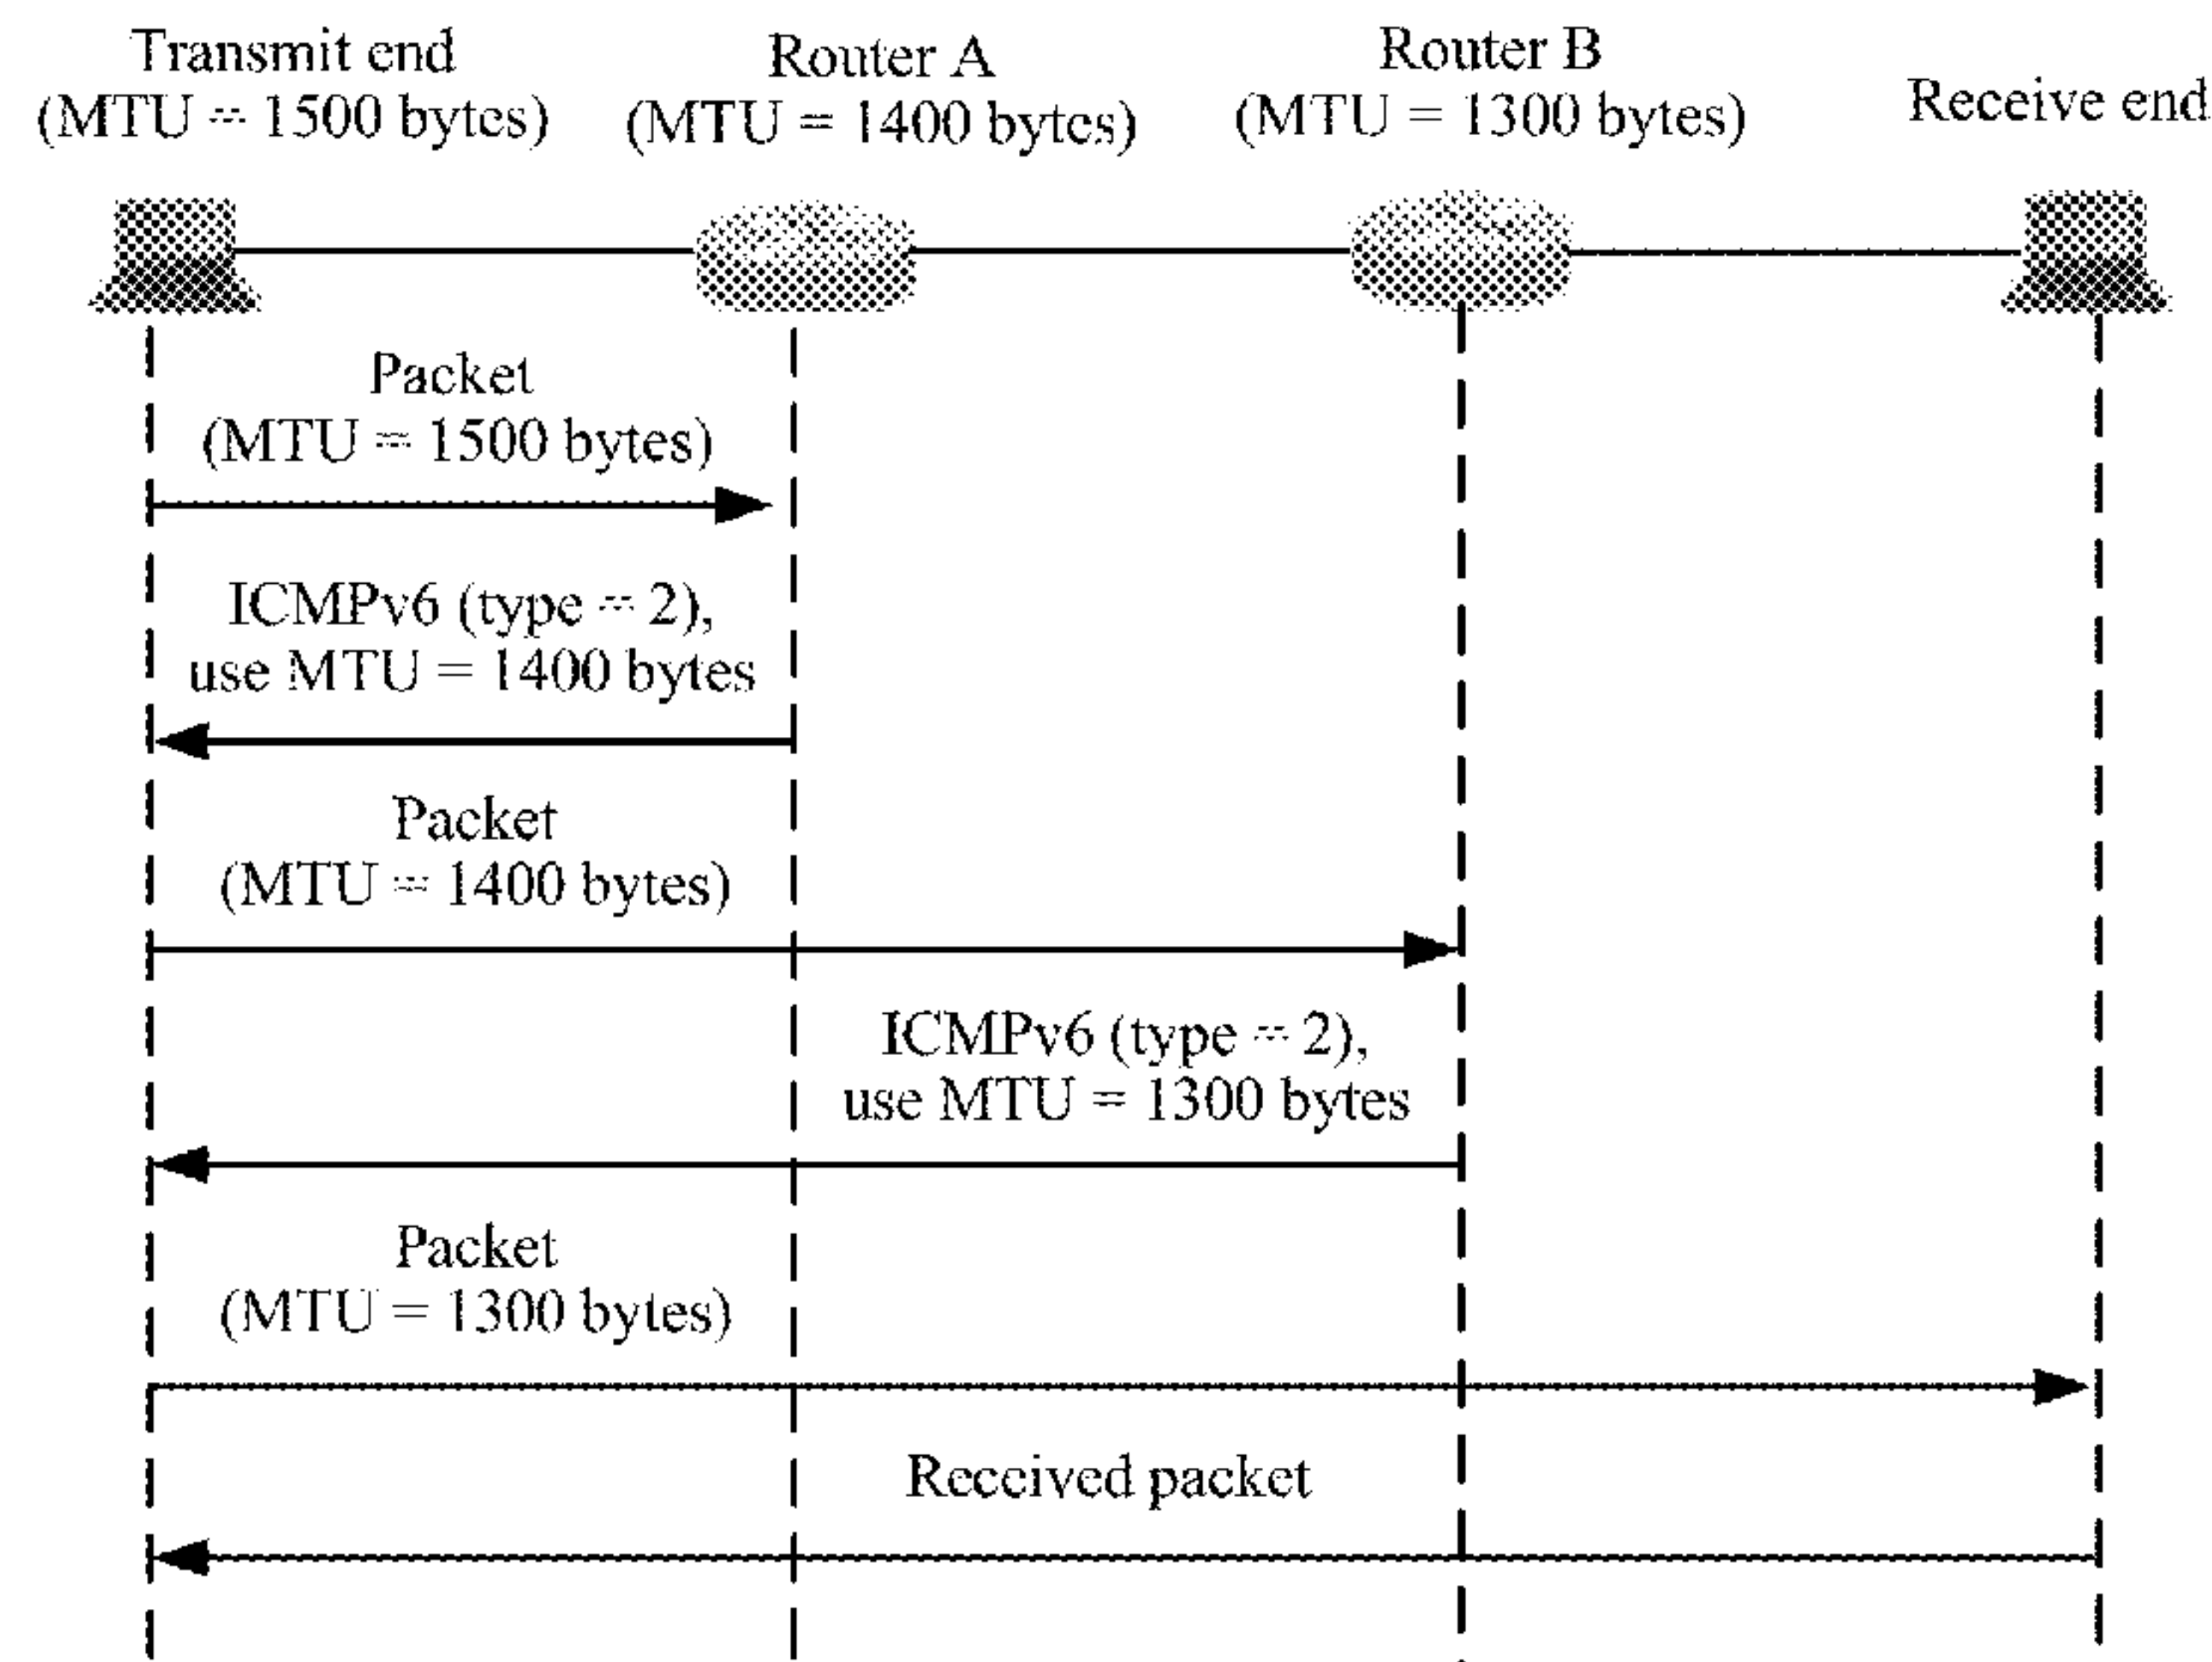 Transmit end
(MTU = 1500 bytes)
Router A
(MTU = 1400 bytes)
Router B
(MTU = 1300 bytes)
Receive end
Packet
(MTU = 1500 bytes)
ICMPv6 (type = 2),
use MTU = 1400 bytes
Packet
(MTU = 1400 bytes)
ICMPv6 (type = 2),
use MTU = 1300 bytes
Packet
(MTU = 1300 bytes)
Received packet